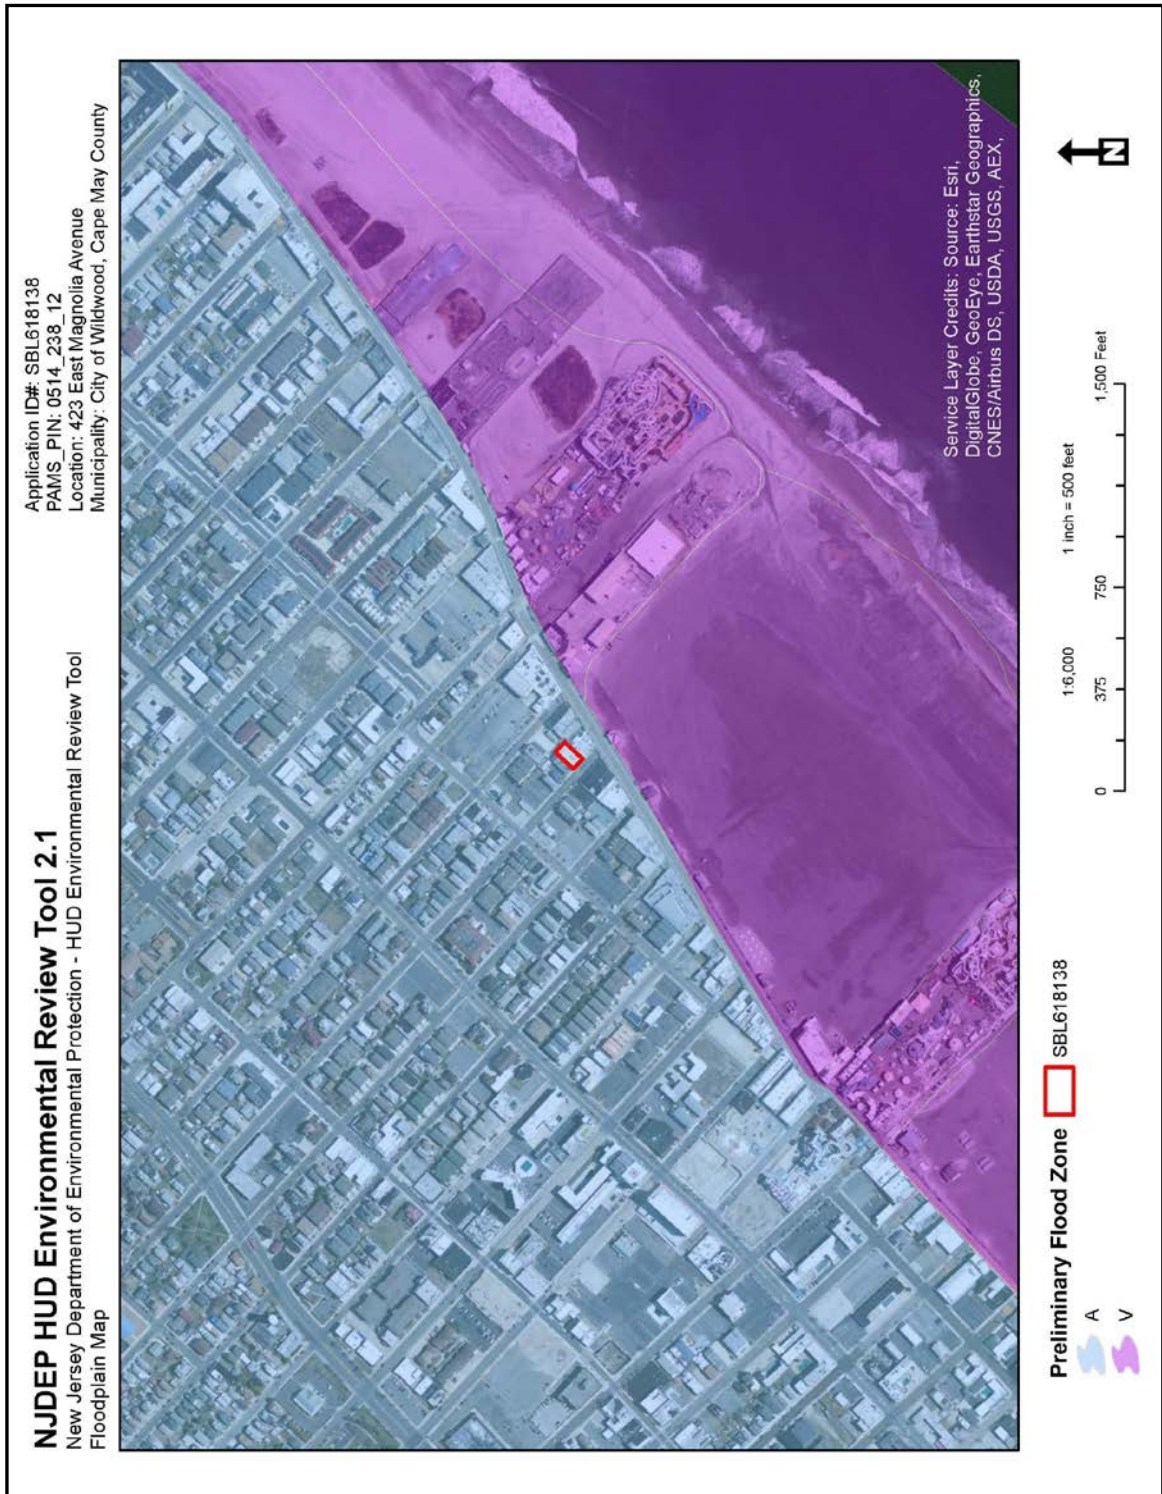 NJDEP HUD Environmental Review Tool 2.1
New Jersey Department of Environmental Protection - HUD Environmental Review Tool
Floodplain Map
Application ID#: SBL618138
PAMS_PIN: 0514_238_12
Location: 423 East Magnolia Avenue
Municipality: City of Wildwood, Cape May County
Service Layer Credits: Source: Esri,
DigitalGlobe, GeoEye, Earthstar Geographics,
CNES/Airbus DS, USDA, USGS, AEX,
Preliminary Flood Zone
A
V
SBL618138
1:6,000
1 inch = 500 feet
0 375 750 1,500 Feet
N